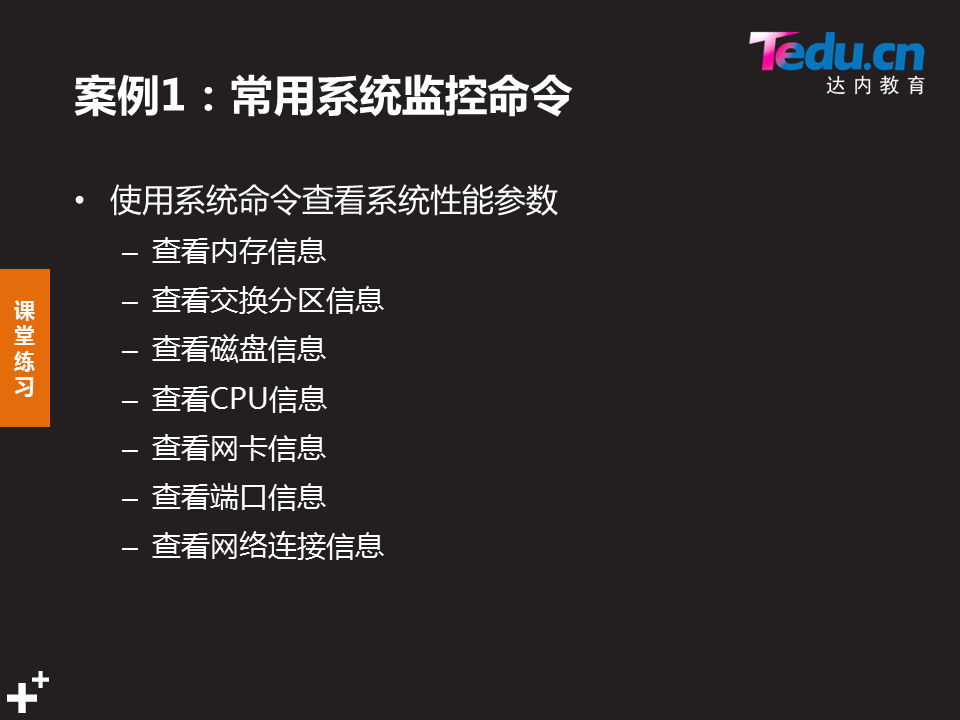 Tedu.cn
达内教育
案例1：常用系统监控命令
• 使用系统命令查看系统性能参数
– 查看内存信息
– 查看交换分区信息
– 查看磁盘信息
– 查看CPU信息
– 查看网卡信息
– 查看端口信息
– 查看网络连接信息
课堂练习